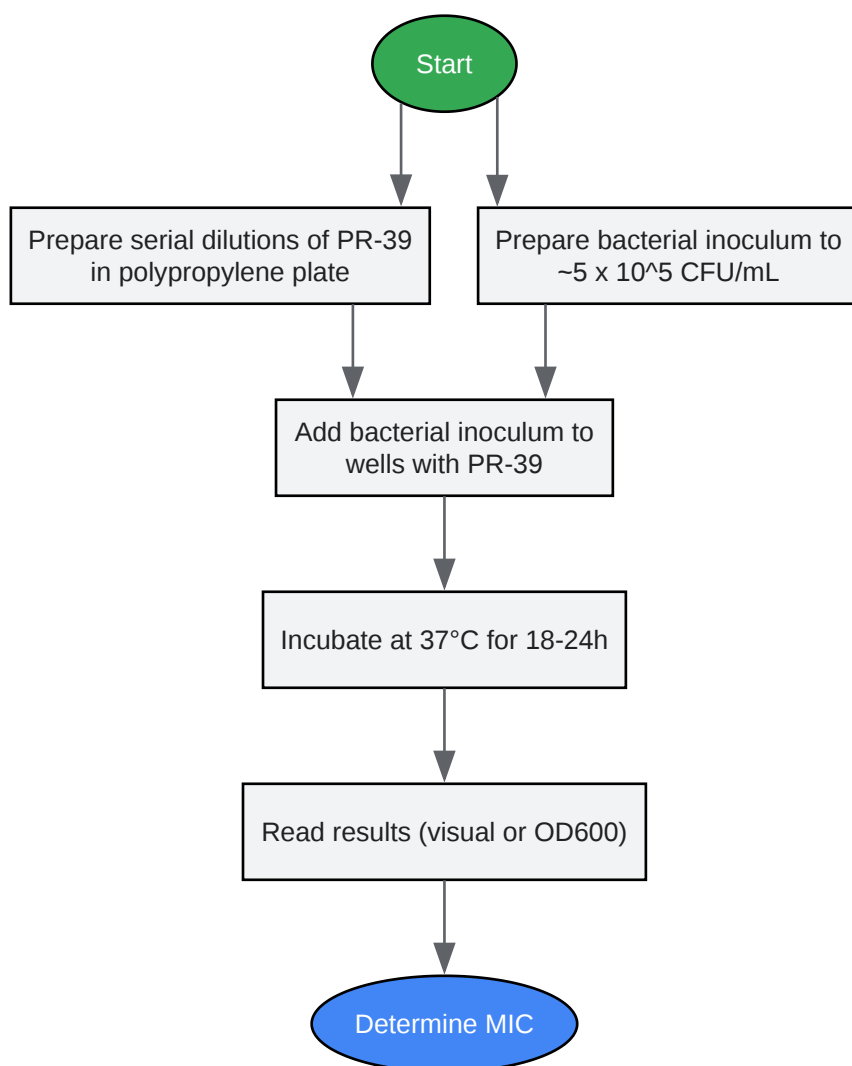 Start
Prepare serial dilutions of PR-39
in polypropylene plate
Prepare bacterial inoculum to
~5 x 10^5 CFU/mL
Add bacterial inoculum to
wells with PR-39
Incubate at 37°C for 18-24h
Read results (visual or OD600)
Determine MIC